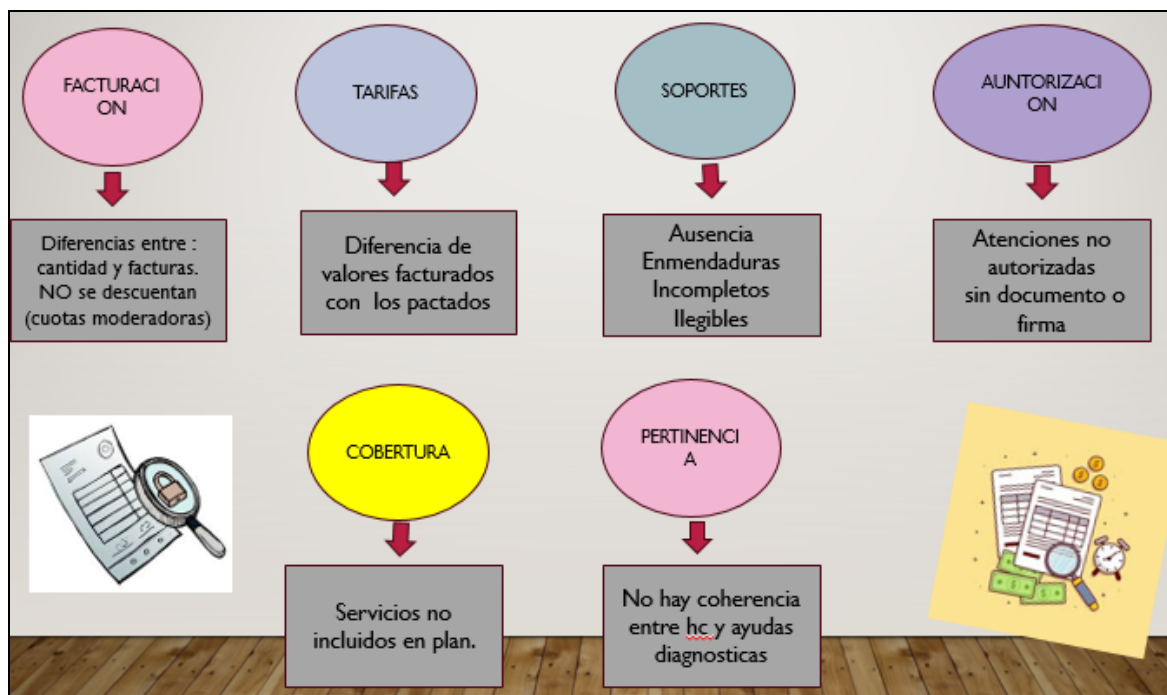 FACTURACI
ON
TARIFAS
SOPORTES
AUNTORIZACI
ON
Diferencias entre :
cantidad y facturas.
NO se descuentan
(cuotas moderadoras)
Diferencia de
valores facturados
con los pactados
Ausencia
Enmendaduras
Incompletos
Ilegibles
Atenciones no
autorizadas
sin documento o
firma
COBERTURA
PERTINENCI
A
Servicios no
incluidos en plan.
No hay coherencia
entre hc y ayudas
diagnosticas